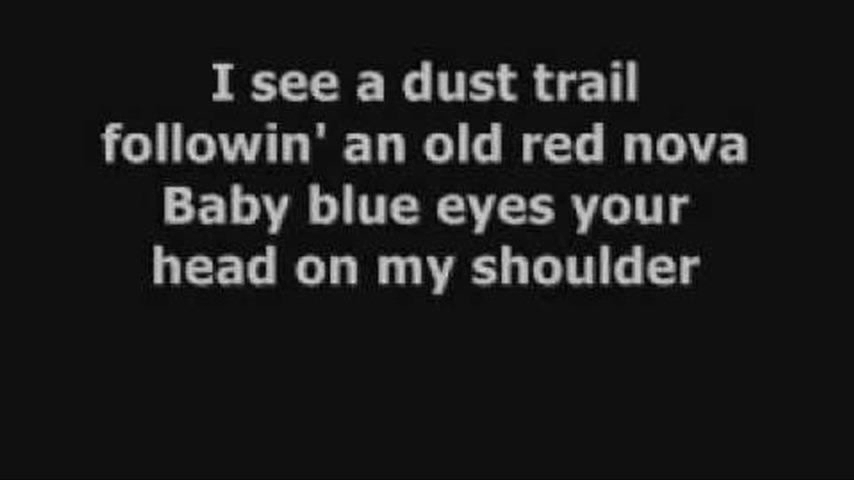 I see a dust trail
followin' an old red nova
Baby blue eyes your
head on my shoulder